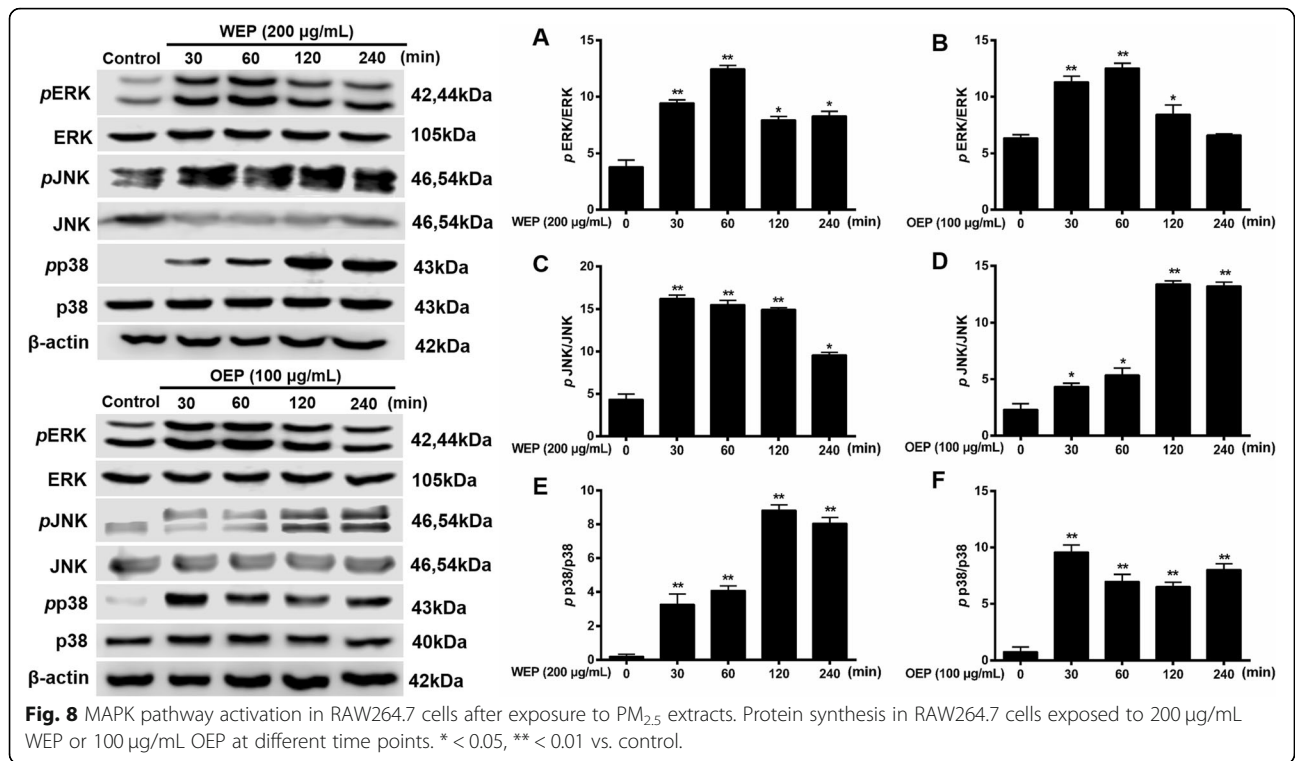 WEP (200 µg/mL)
Control 30 60 120 240 (min)
pERK 42,44kDa
ERK 105kDa
pJNK 46,54kDa
JNK 46,54kDa
pp38 43kDa
p38 43kDa
β-actin 42kDa
OEP (100 µg/mL)
Control 30 60 120 240 (min)
pERK 42,44kDa
ERK 105kDa
pJNK 46,54kDa
JNK 46,54kDa
pp38 43kDa
p38 40kDa
β-actin 42kDa
A
p ERK/ERK
15
10
5
0
** ** * *
WEP (200 µg/mL) 0 30 60 120 240 (min)
B
p ERK/ERK
15
10
5
0
** ** *
OEP (100 µg/mL) 0 30 60 120 240 (min)
C
p JNK/JNK
20
15
10
5
0
** ** ** *
WEP (200 µg/mL) 0 30 60 120 240 (min)
D
p JNK/JNK
15
10
5
0
* * ** **
OEP (100 µg/mL) 0 30 60 120 240 (min)
E
p p38/p38
10
8
6
4
2
0
** ** ** **
WEP (200 µg/mL) 0 30 60 120 240 (min)
F
p p38/p38
15
10
5
0
** ** ** **
OEP (100 µg/mL) 0 30 60 120 240 (min)
Fig. 8 MAPK pathway activation in RAW264.7 cells after exposure to PM2.5 extracts. Protein synthesis in RAW264.7 cells exposed to 200 µg/mL
WEP or 100 µg/mL OEP at different time points. * < 0.05, ** < 0.01 vs. control.